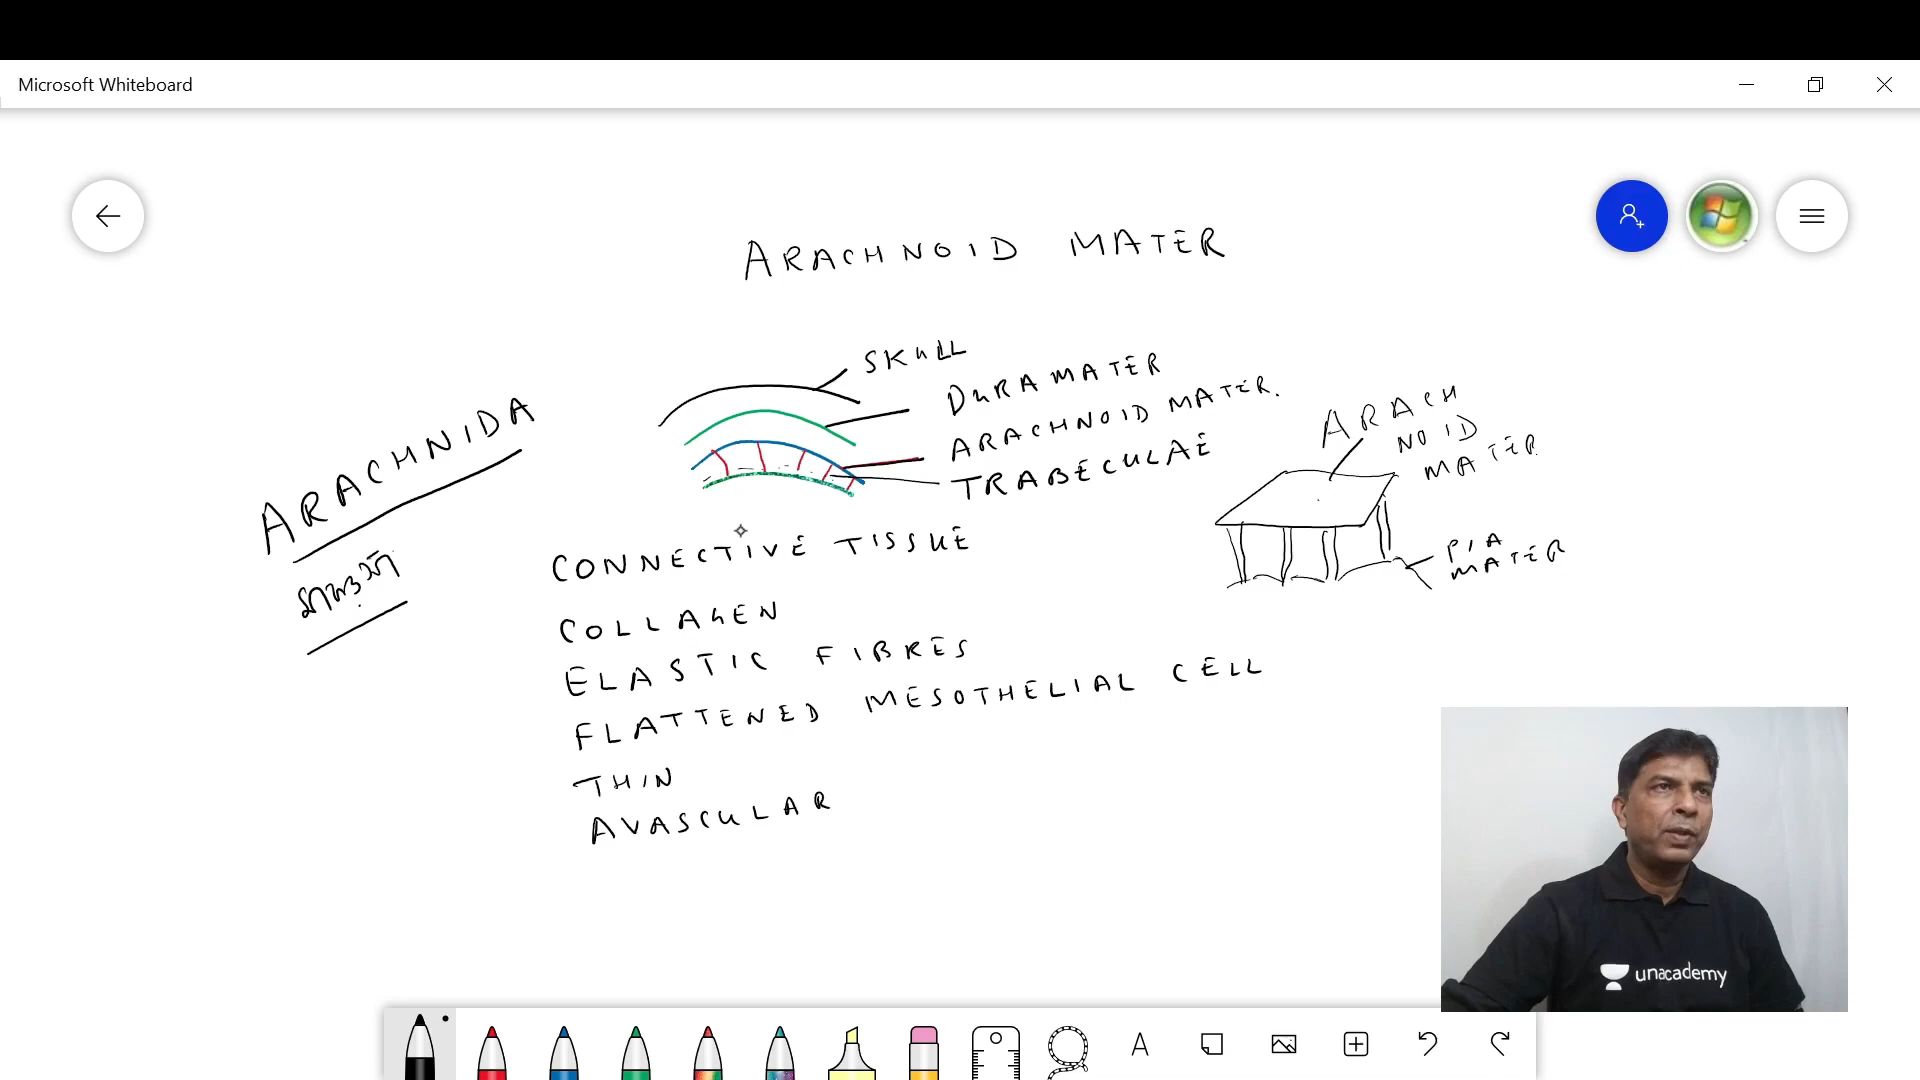 Microsoft Whiteboard
ARACHNOID MATER
SKULL
DURAMATER
ARACHNOID MATER.
TRABECULAE
ARACHNIDA
ARACH
NOID
MATER
PIA
MATER
CONNECTIVE TISSUE
COLLAGEN
ELASTIC FIBRES
FLATTENED MESOTHELIAL CELL
THIN
AVASCULAR
unacademy